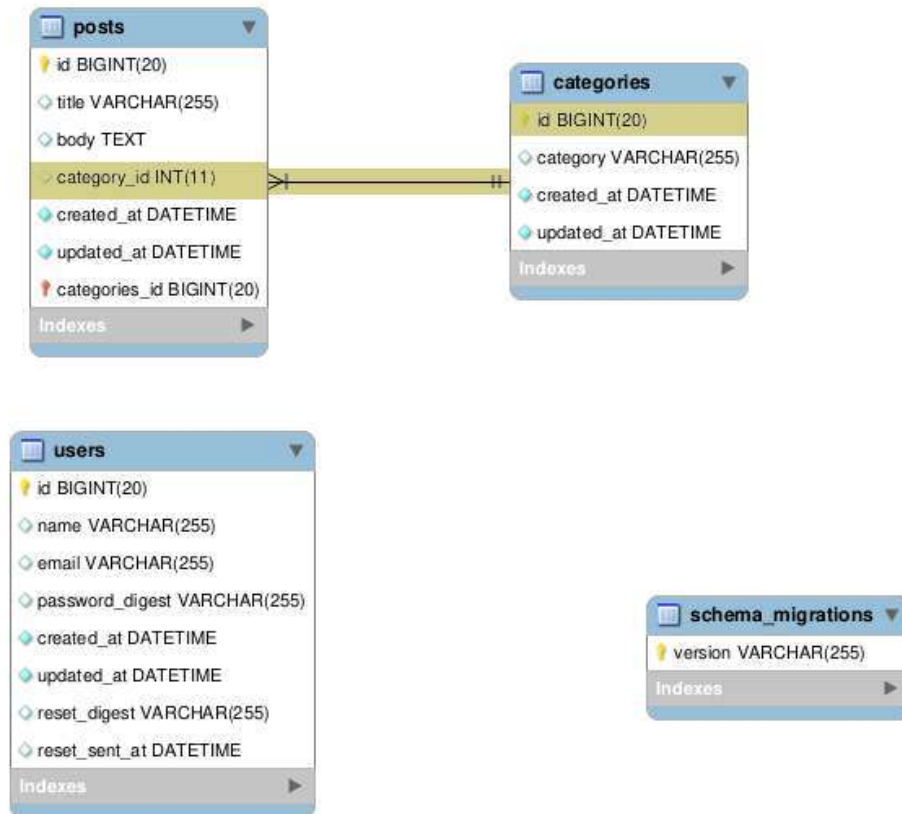 posts
id BIGINT(20)
title VARCHAR(255)
body TEXT
category_id INT(11)
created_at DATETIME
updated_at DATETIME
categories_id BIGINT(20)
Indexes
categories
id BIGINT(20)
category VARCHAR(255)
created_at DATETIME
updated_at DATETIME
Indexes
users
id BIGINT(20)
name VARCHAR(255)
email VARCHAR(255)
password_digest VARCHAR(255)
created_at DATETIME
updated_at DATETIME
reset_digest VARCHAR(255)
reset_sent_at DATETIME
Indexes
schema_migrations
version VARCHAR(255)
Indexes